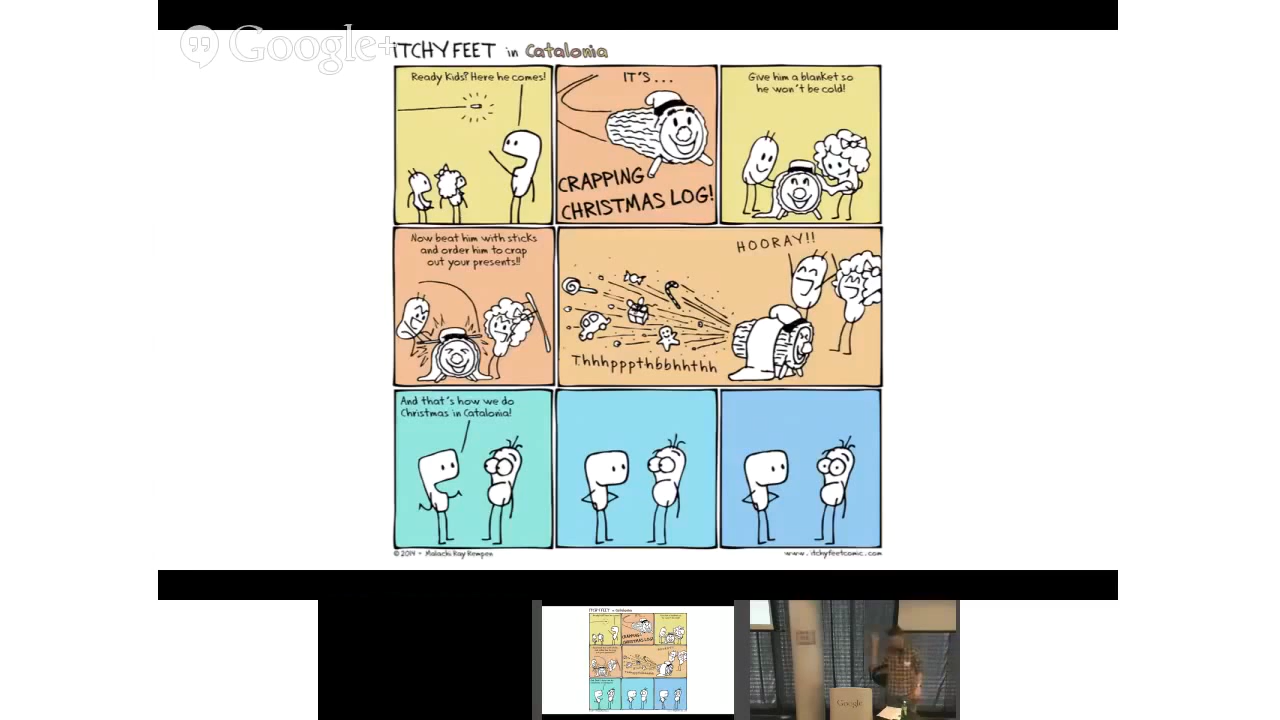 Google+
iTCHY FEET in Catalonia
Ready Kids? Here he comes!
IT'S...
CRAPPING
CHRISTMAS LOG!
Give him a blanket so
he won't be cold!
Now beat him with sticks
and order him to crap
out your presents!!
HOORAY!!
Thhhpppthbbhhthh
And that's how we do
Christmas in Catalonia!
©2014 - Malachi Ray Rempen
www.itchyfeetcomic.com
Google